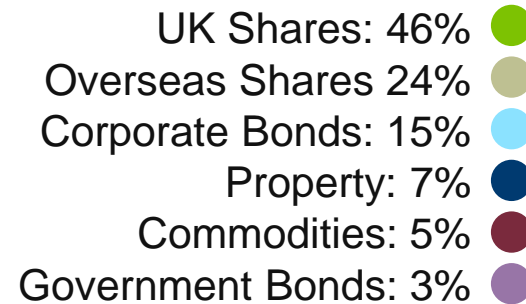 UK Shares: 46%
Overseas Shares 24%
Corporate Bonds: 15%
Property: 7%
Commodities: 5%
Government Bonds: 3%